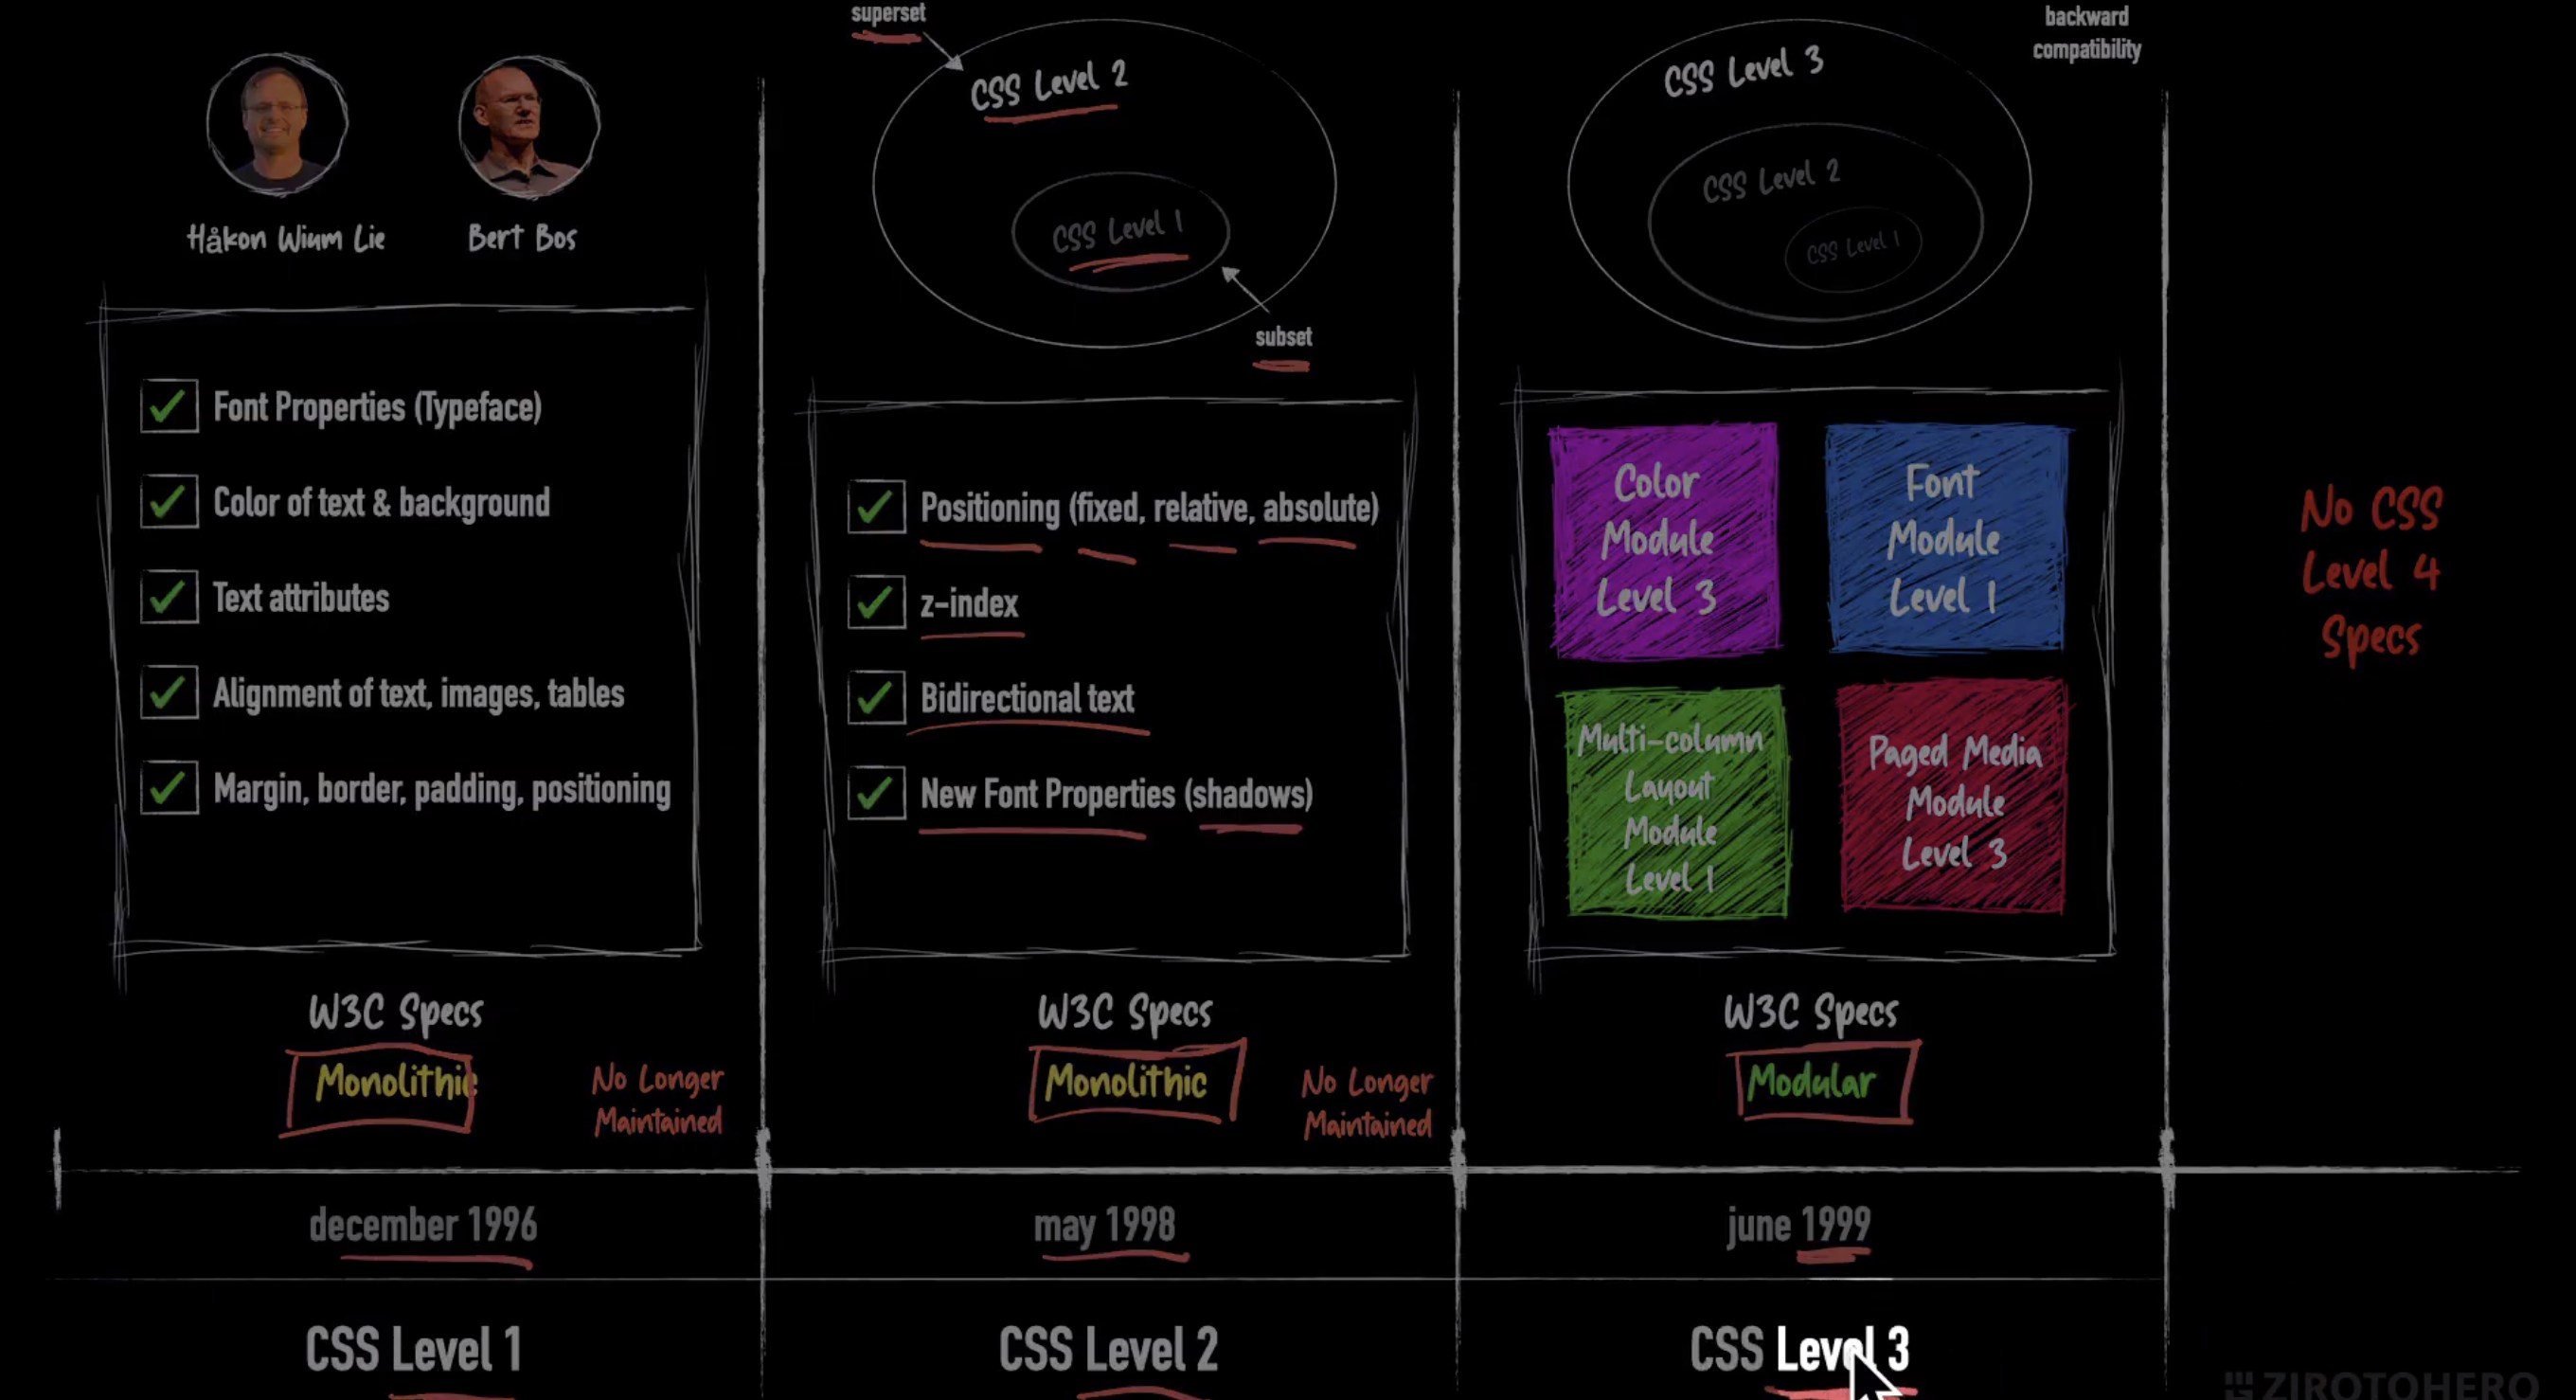 Håkon Wium Lie
Bert Bos
Font Properties (Typeface)
Color of text & background
Text attributes
Alignment of text, images, tables
Margin, border, padding, positioning
W3C Specs
Monolithic
No Longer
Maintained
december 1996
CSS Level 1
superset
CSS Level 2
CSS Level 1
subset
Positioning (fixed, relative, absolute)
z-index
Bidirectional text
New Font Properties (shadows)
W3C Specs
Monolithic
No Longer
Maintained
may 1998
CSS Level 2
backward
compatibility
CSS Level 3
CSS Level 2
CSS Level 1
Color
Module
Level 3
Font
Module
Level 1
Multi-column
Layout
Module
Level 1
Paged Media
Module
Level 3
W3C Specs
Modular
june 1999
CSS Level 3
No CSS
Level 4
Specs
ZIROTOHERO